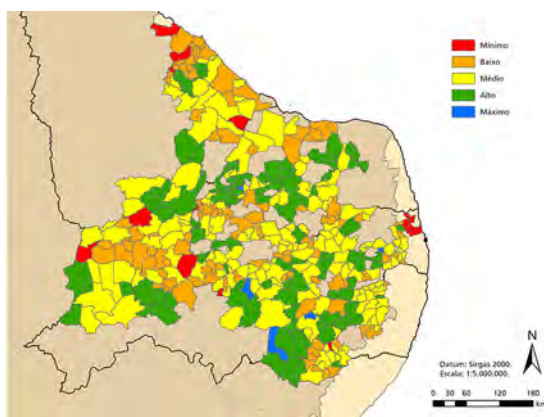 Mínimo
Baixo
Médio
Alto
Máximo
N
Datum: Sirgas 2000.
Escala: 1:5.000.000.
0 30 60 120 180
km